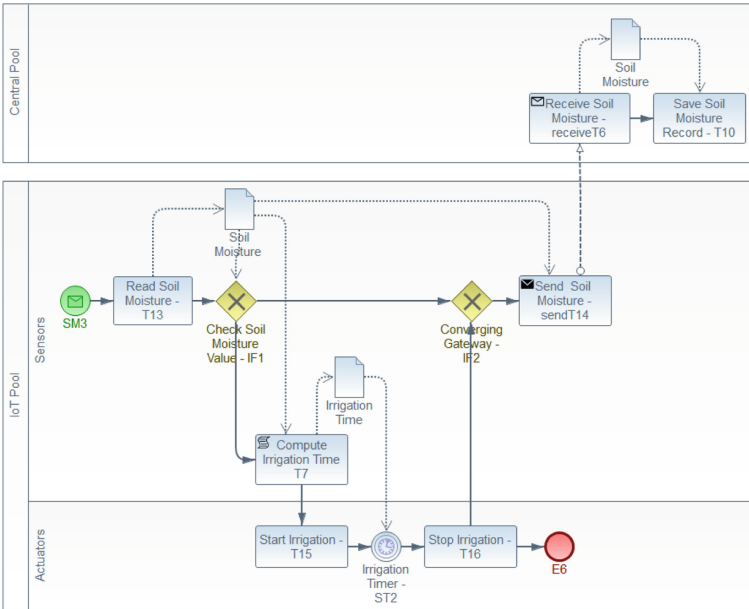 Central Pool
Soil
Moisture
Receive Soil
Moisture -
receiveT6
Save Soil
Moisture
Record - T10
IoT Pool
Sensors
Soil
Moisture
SM3
Read Soil
Moisture -
T13
Check Soil
Moisture
Value - IF1
Converging
Gateway -
IF2
Send Soil
Moisture -
sendT14
Irrigation
Time
Compute
Irrigation Time
T7
Actuators
Start Irrigation -
T15
Irrigation
Timer -
ST2
Stop Irrigation -
T16
E6